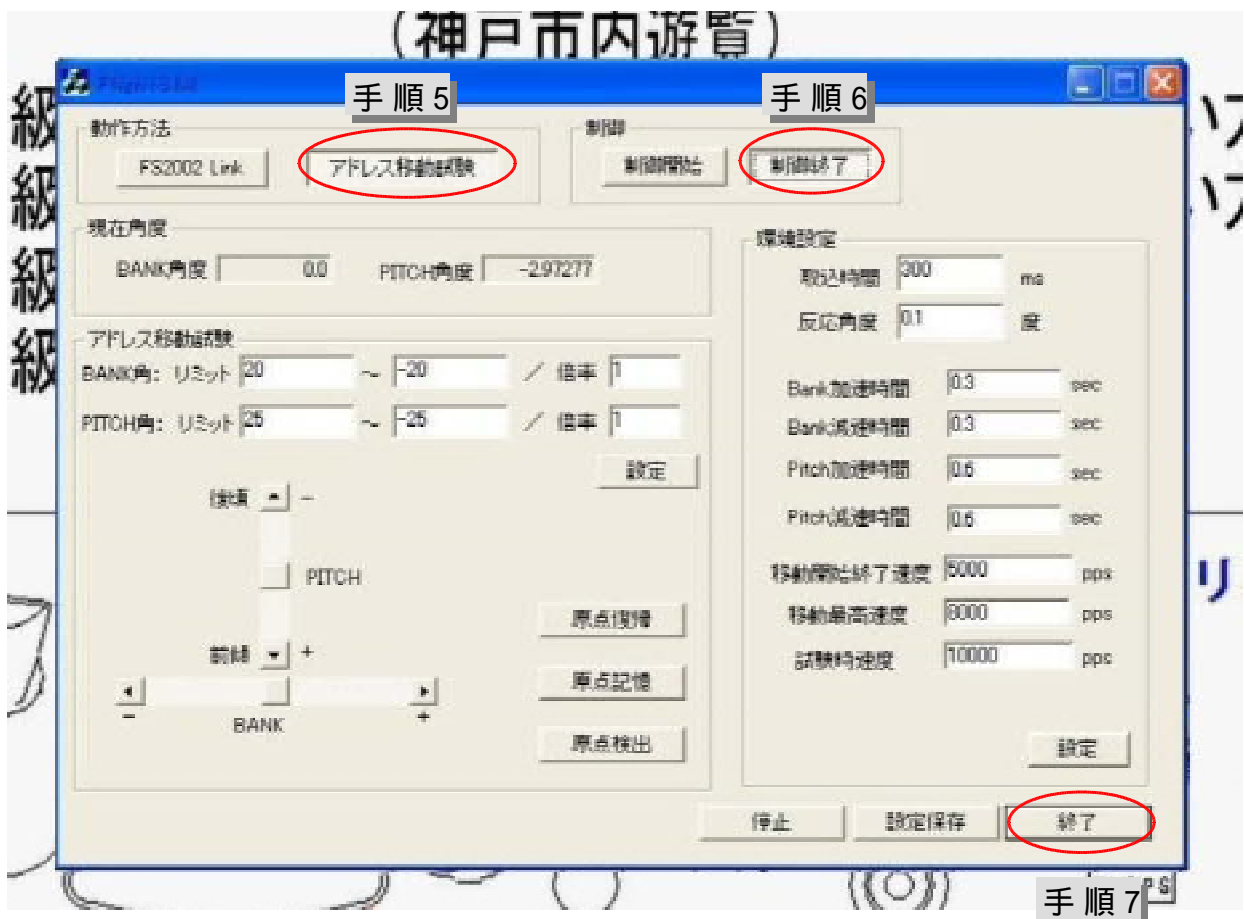 （神戸市内遊覧）
手順5
手順6
動作方法
FS2002 Link
アドレス移動試験
制御
制御開始
制御終了
現在角度
BANK角度 0.0 PITCH角度 -2.97277
アドレス移動試験
BANK角: リミット 20 ～ -20 ／ 倍率 1
PITCH角: リミット 25 ～ -25 ／ 倍率 1
設定
後傾 -
PITCH
前傾 +
- BANK +
原点復帰
原点記憶
原点検出
環境設定
取込時間 300 ms
反応角度 0.1 度
Bank加速時間 0.3 sec
Bank減速時間 0.3 sec
Pitch加速時間 0.6 sec
Pitch減速時間 0.6 sec
移動開始終了速度 5000 pps
移動最高速度 8000 pps
試験時速度 10000 pps
設定
停止
設定保存
終了
手順7
級
級
級
級
い
い
リ